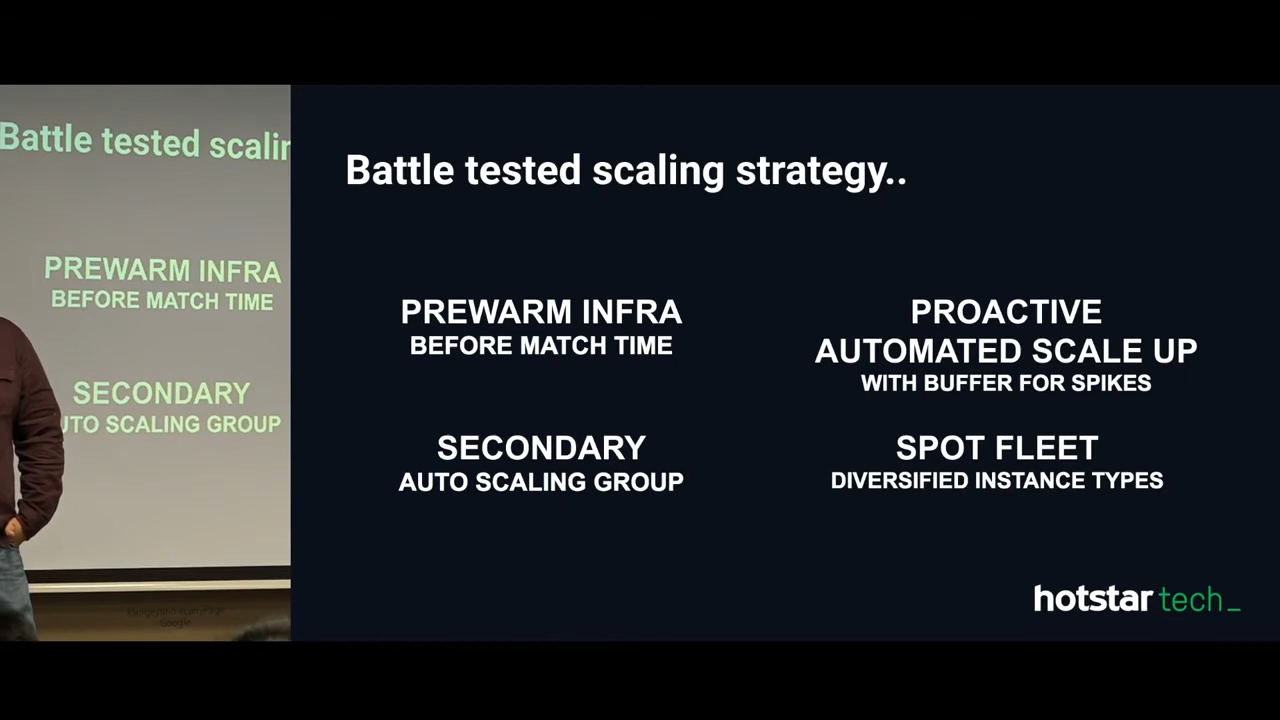 Battle tested scalin
PREWARM INFRA
BEFORE MATCH TIME
SECONDARY
UTO SCALING GROUP
Google
Battle tested scaling strategy..
PREWARM INFRA
BEFORE MATCH TIME
PROACTIVE
AUTOMATED SCALE UP
WITH BUFFER FOR SPIKES
SECONDARY
AUTO SCALING GROUP
SPOT FLEET
DIVERSIFIED INSTANCE TYPES
hotstar tech_